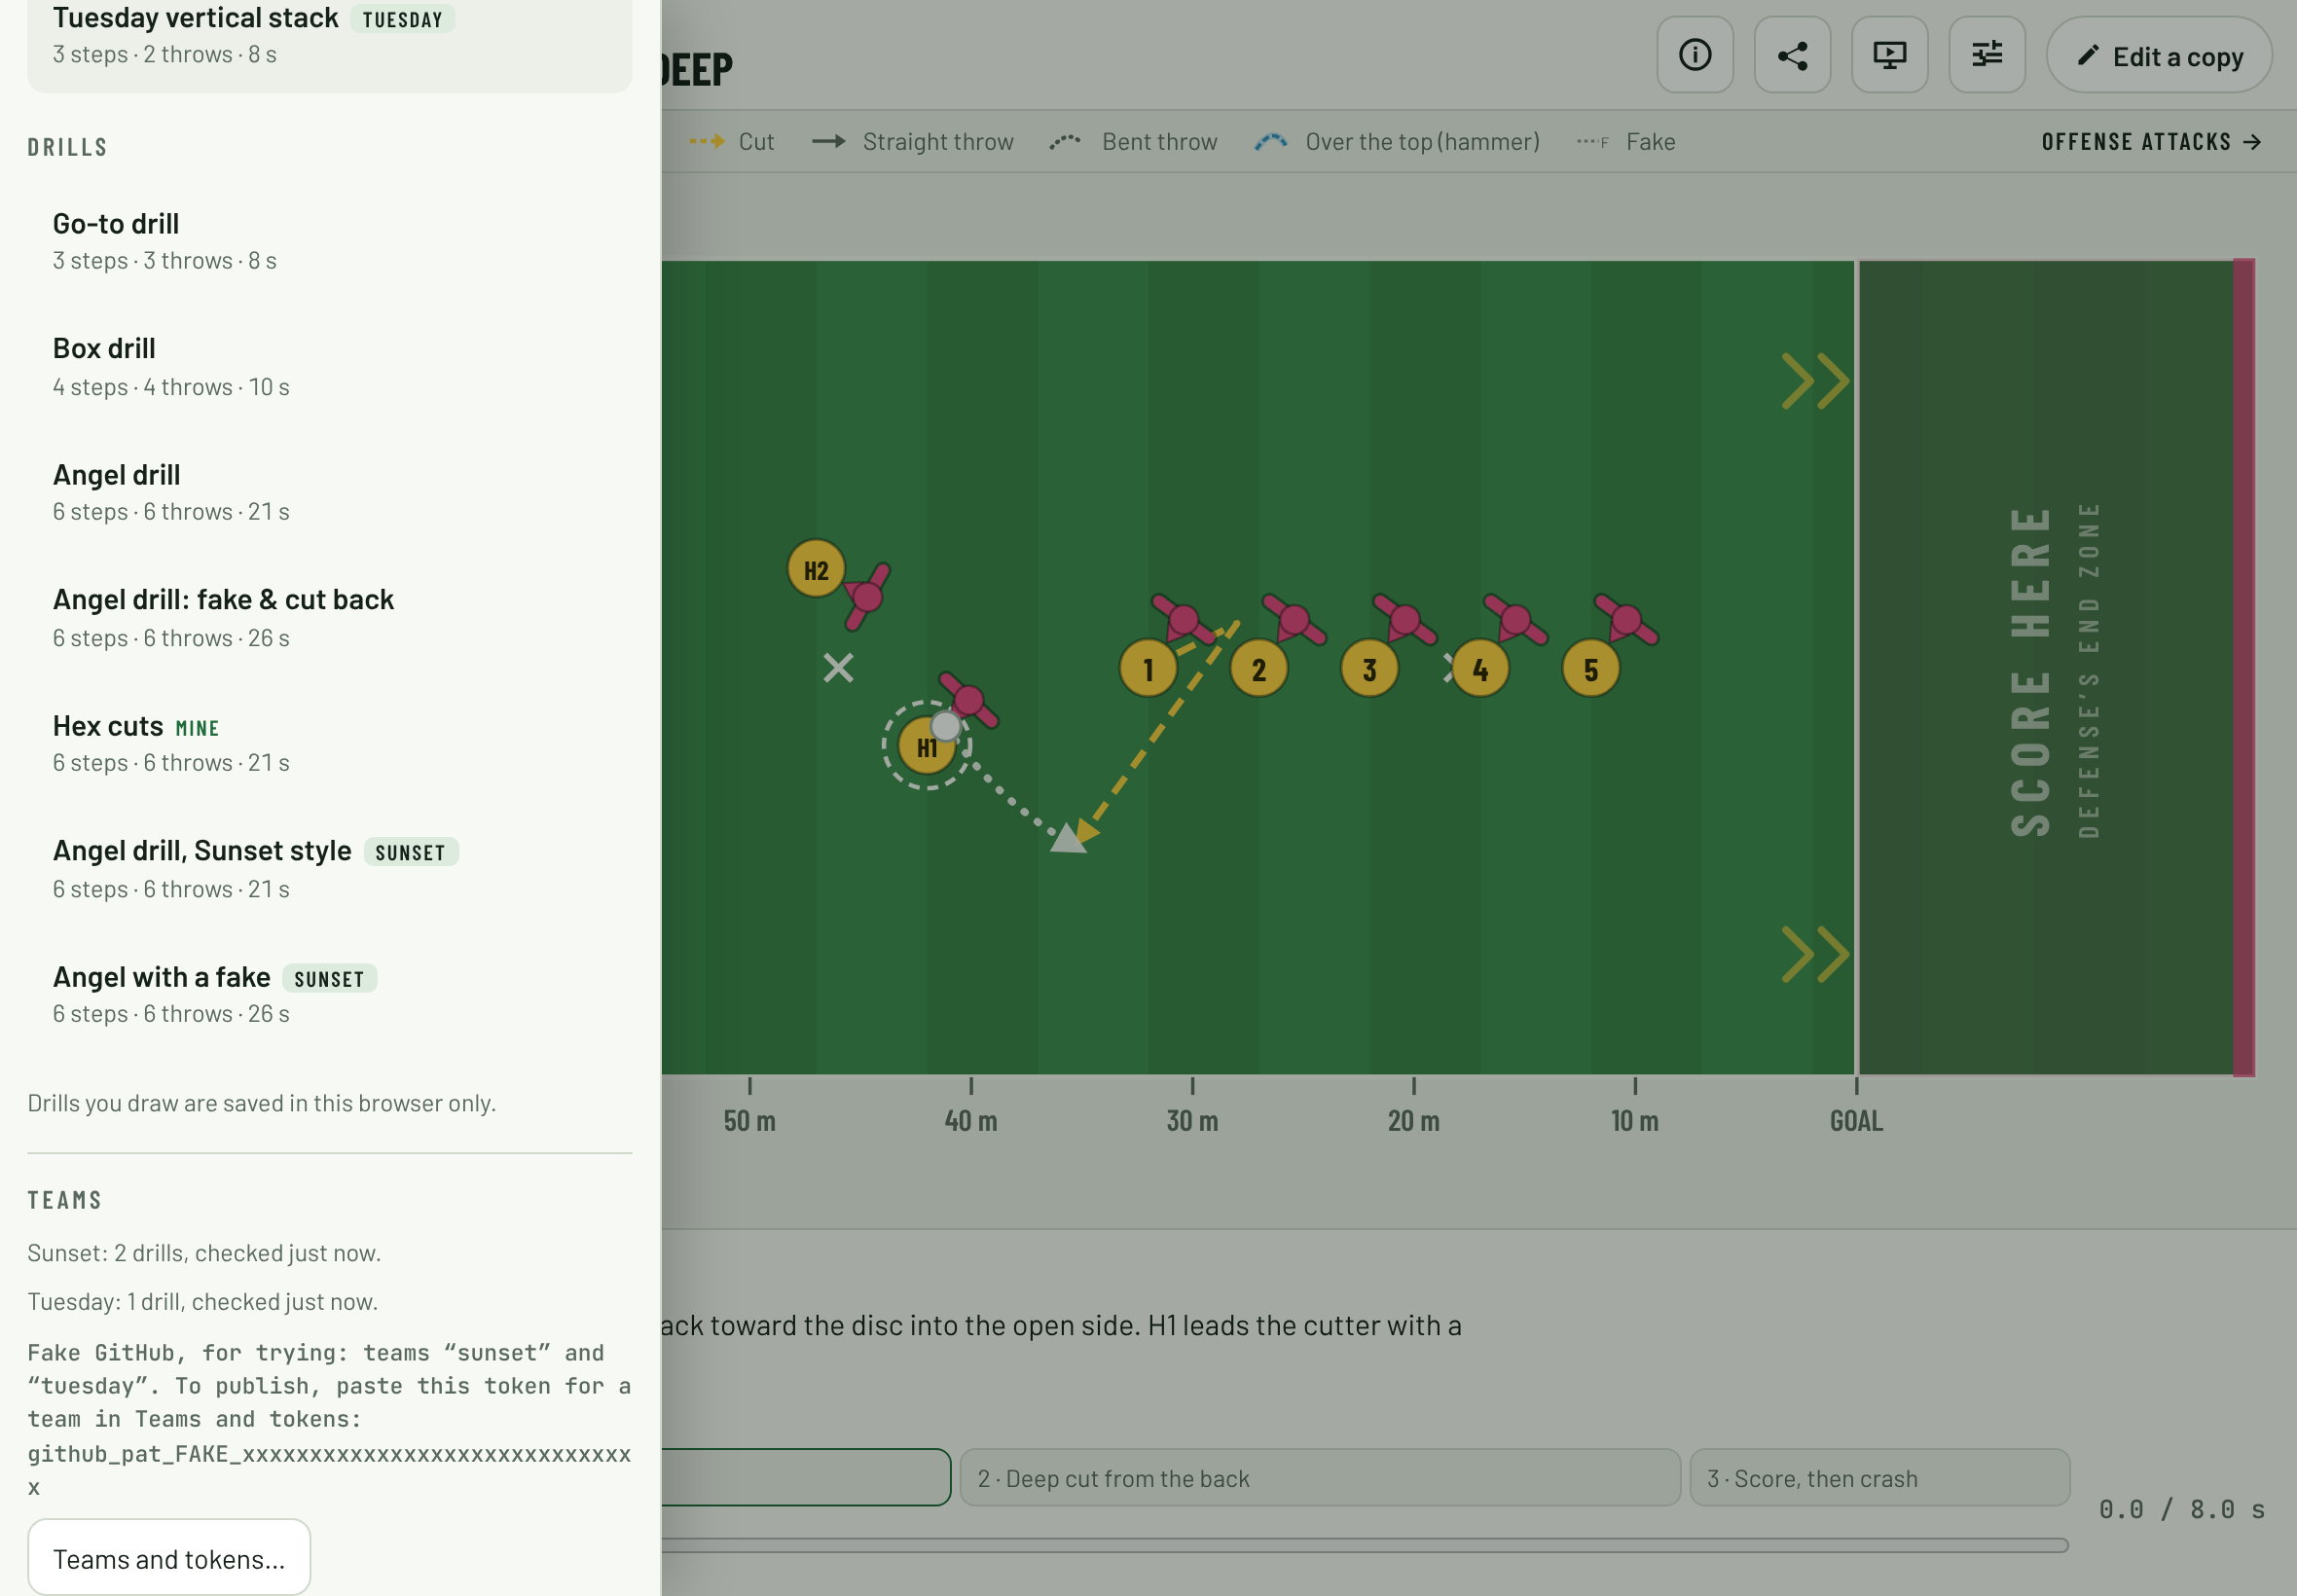 Tuesday vertical stack TUESDAY
3 steps · 2 throws · 8 s
DRILLS
Go-to drill
3 steps · 3 throws · 8 s
Box drill
4 steps · 4 throws · 10 s
Angel drill
6 steps · 6 throws · 21 s
Angel drill: fake & cut back
6 steps · 6 throws · 26 s
Hex cuts MINE
6 steps · 6 throws · 21 s
Angel drill, Sunset style SUNSET
6 steps · 6 throws · 21 s
Angel with a fake SUNSET
6 steps · 6 throws · 26 s
Drills you draw are saved in this browser only.
TEAMS
Sunset: 2 drills, checked just now.
Tuesday: 1 drill, checked just now.
Fake GitHub, for trying: teams “sunset” and
“tuesday”. To publish, paste this token for a
team in Teams and tokens:
github_pat_FAKE_xxxxxxxxxxxxxxxxxxxxxxxxxxxxx
x
Teams and tokens…
DEEP
Edit a copy
Cut
Straight throw
Bent throw
Over the top (hammer)
F Fake
OFFENSE ATTACKS →
H2
H1
1
2
3
4
5
SCORE HERE
DEFENSE’S END ZONE
50 m
40 m
30 m
20 m
10 m
GOAL
ack toward the disc into the open side. H1 leads the cutter with a
2 · Deep cut from the back
3 · Score, then crash
0.0 / 8.0 s